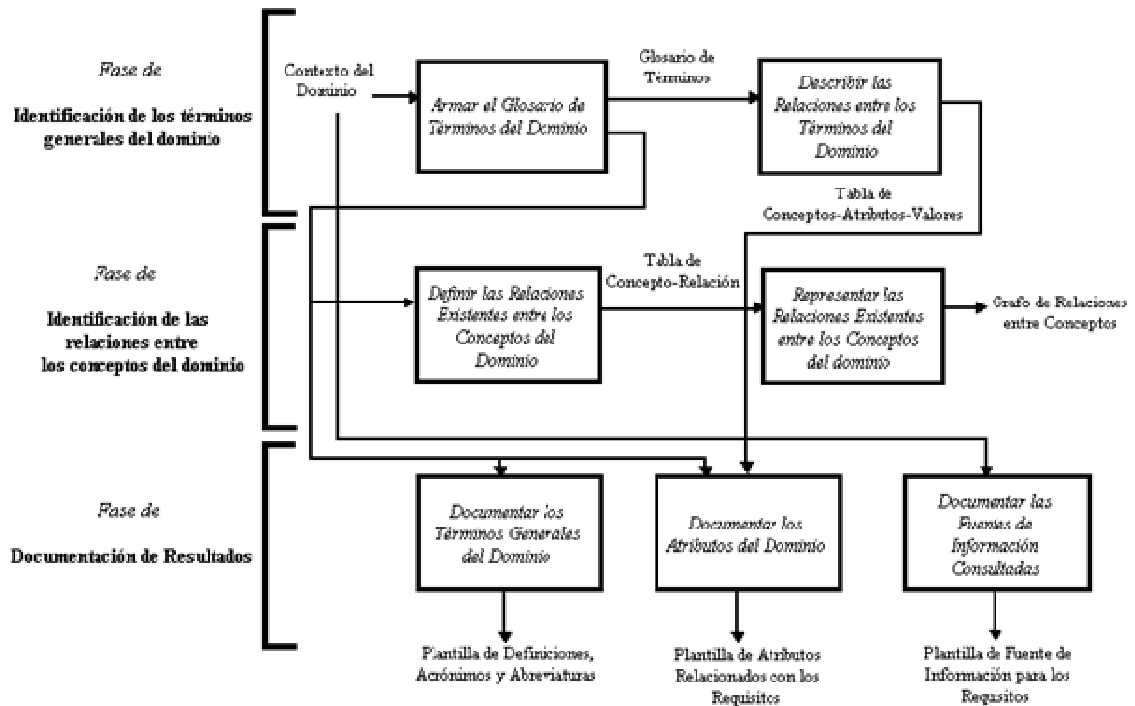 Fase de
Identificación de los términos
generales del dominio
Contexto del
Dominio
Armar el Glosario de
Términos del Dominio
Glosario de
Términos
Describir las
Relaciones entre los
Términos del
Dominio
Tabla de
Conceptos-Atributos-Valores
Fase de
Identificación de las
relaciones entre
los conceptos del dominio
Definir las Relaciones
Existentes entre los
Conceptos del
Dominio
Tabla de
Concepto-Relación
Representar las
Relaciones Existentes
entre los Conceptos
del dominio
Grafo de Relaciones
entre Conceptos
Fase de
Documentación de Resultados
Documentar los
Términos Generales
del Dominio
Documentar los
Atributos del Dominio
Documentar las
Fuentes de
Información
Consultadas
Plantilla de Definiciones,
Acrónimos y Abreviaturas
Plantilla de Atributos
Relacionados con los
Requisitos
Plantilla de Fuente de
Información para los
Requisitos